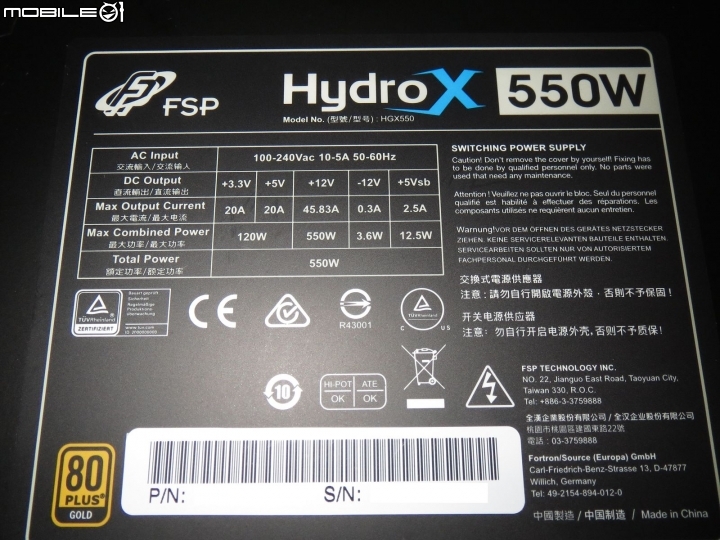 MOBILE01
FSP
HydroX 550W
Model No. (型號/型号) : HGX550
AC Input 100-240Vac 10-5A 50-60Hz
交流輸入/交流输人
DC Output +3.3V +5V +12V -12V +5Vsb
直流輸出/直流输出
Max Output Current 20A 20A 45.83A 0.3A 2.5A
最大電流/最大电流
Max Combined Power 120W 550W 3.6W 12.5W
最大功率/最大功率
Total Power 550W
額定功率/额定功率
SWITCHING POWER SUPPLY
Caution! Don't remove the cover by yourself! Fixing has
to be done by qualified personnel only. No parts were
used that need any maintenance.
Attention ! Veuillez ne pas ouvrir le bloc. Seul du personnel
qualifié est habilité à effectuer des réparations. Les
composants utilisés ne requièrent aucun entretien.
Warnung!VOR DEM ÖFFNEN DES GERÄTES NETZSTECKER
ZIEHEN. KEINE SERVICERELEVANTEN BAUTEILE ENTHALTEN.
SERVICEARBEITEN SOLLTEN NUR VON AUTORISIERTEM
FACHPERSONAL DURCHGEFÜHRT WERDEN.
交換式電源供應器
注意：請勿自行開啟電源外殼，否則不予保固！
开关电源供应器
注意：勿自行开启电源外壳,否则不予质保!
TÜVRheinland
ZERTIFIZIERT
Bauart geprüft
Sicherheit
Regelmäßige
Produktions-
überwachung
www.tuv.com
CE
R43001
TÜVRheinland
C US
10
HI-POT ATE
OK OK
FSP TECHNOLOGY INC.
NO. 22, Jianguo East Road, Taoyuan City,
Taiwan 330, R.O.C.
Tel: +886-3-3759888
全漢企業股份有限公司 / 全汉企业股份有限公司
桃園市桃園區建國東路22號
電話 : 03-3759888
Fortron/Source (Europa) GmbH
Carl-Friedrich-Benz-Strasse 13, D-47877
Willich, Germany
Tel: 49-2154-894-012-0
中國製造 / 中国制造 / Made in China
80
PLUS
GOLD
P/N: S/N: